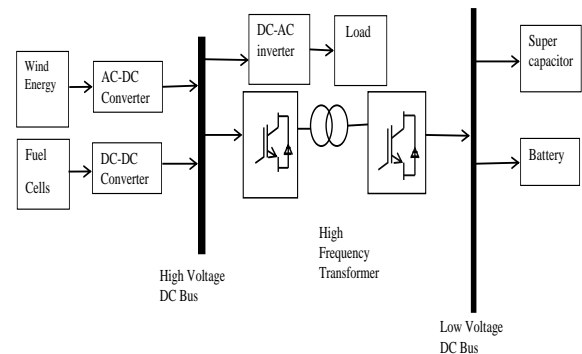 Wind
Energy
AC-DC
Converter
DC-AC
inverter
Load
Super
capacitor
Fuel
Cells
DC-DC
Converter
Battery
High
Frequency
Transformer
High Voltage
DC Bus
Low Voltage
DC Bus